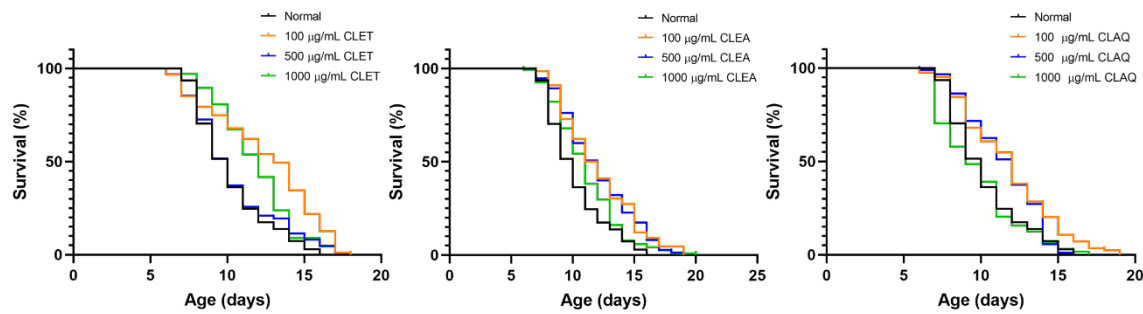 Normal
100 µg/mL CLET
500 µg/mL CLET
1000 µg/mL CLET
100
50
0
Survival (%)
0 5 10 15 20
Age (days)
Normal
100 µg/mL CLEA
500 µg/mL CLEA
1000 µg/mL CLEA
100
50
0
Survival (%)
0 5 10 15 20 25
Age (days)
Normal
100 µg/mL CLAQ
500 µg/mL CLAQ
1000 µg/mL CLAQ
100
50
0
Survival (%)
0 5 10 15 20
Age (days)